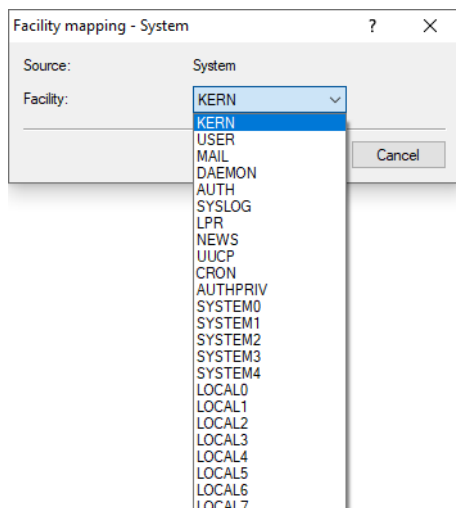 Facility mapping - System ? ×
Source: System
Facility: KERN
KERN
USER
MAIL
DAEMON
Cancel
AUTH
SYSLOG
LPR
NEWS
UUCP
CRON
AUTHPRIV
SYSTEM0
SYSTEM1
SYSTEM2
SYSTEM3
SYSTEM4
LOCAL0
LOCAL1
LOCAL2
LOCAL3
LOCAL4
LOCAL5
LOCAL6
LOCAL7